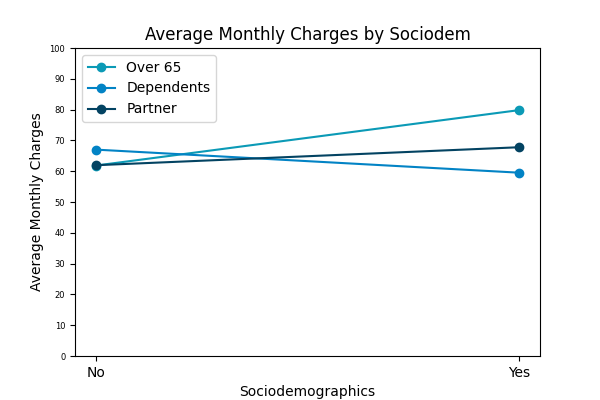 Average Monthly Charges by Sociodem
Over 65
Dependents
Partner
Average Monthly Charges
100
90
80
70
60
50
40
30
20
10
0
No
Yes
Sociodemographics